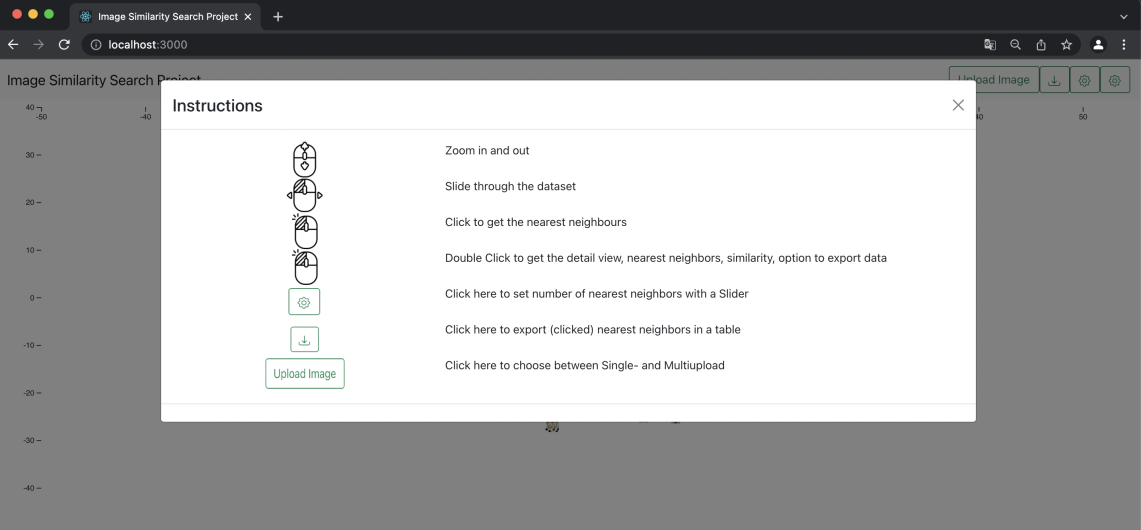 Image Similarity Search Project
localhost:3000
Image Similarity Search Project
Upload Image
Instructions
40
-50
-40
40
50
30
20
10
0
-10
-20
-30
-40
Zoom in and out
Slide through the dataset
Click to get the nearest neighbours
Double Click to get the detail view, nearest neighbors, similarity, option to export data
Click here to set number of nearest neighbors with a Slider
Click here to export (clicked) nearest neighbors in a table
Upload Image
Click here to choose between Single- and Multiupload